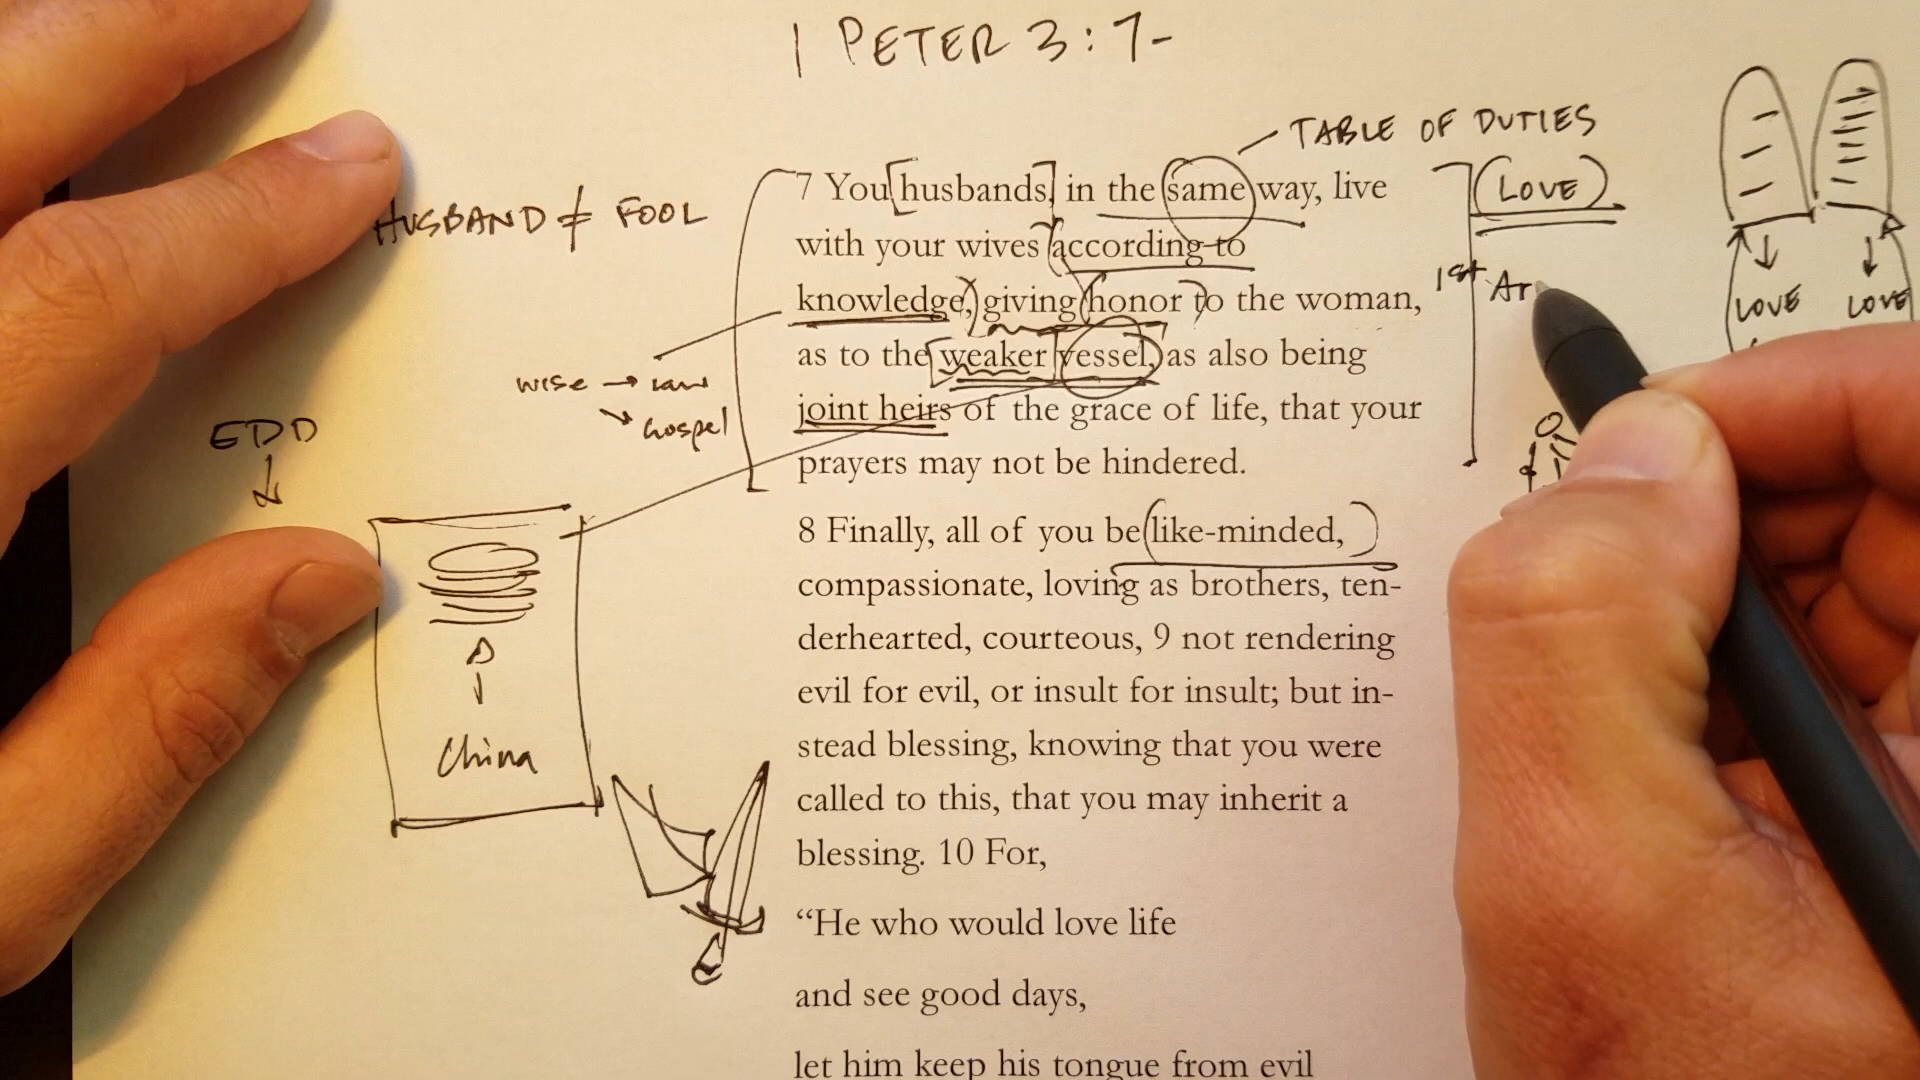 1 PETER 3:7-
TABLE OF DUTIES
7 You husbands, in the same way, live
with your wives according to
knowledge, giving honor to the woman,
as to the weaker vessel, as also being
joint heirs of the grace of life, that your
prayers may not be hindered.
8 Finally, all of you be like-minded,
compassionate, loving as brothers, ten-
derhearted, courteous, 9 not rendering
evil for evil, or insult for insult; but in-
stead blessing, knowing that you were
called to this, that you may inherit a
blessing. 10 For,
“He who would love life
and see good days,
let him keep his tongue from evil
HUSBAND ≠ FOOL
wise → law
↘ Gospel
EDD
↓
China
(LOVE)
1st Ar
LOVE LOVE